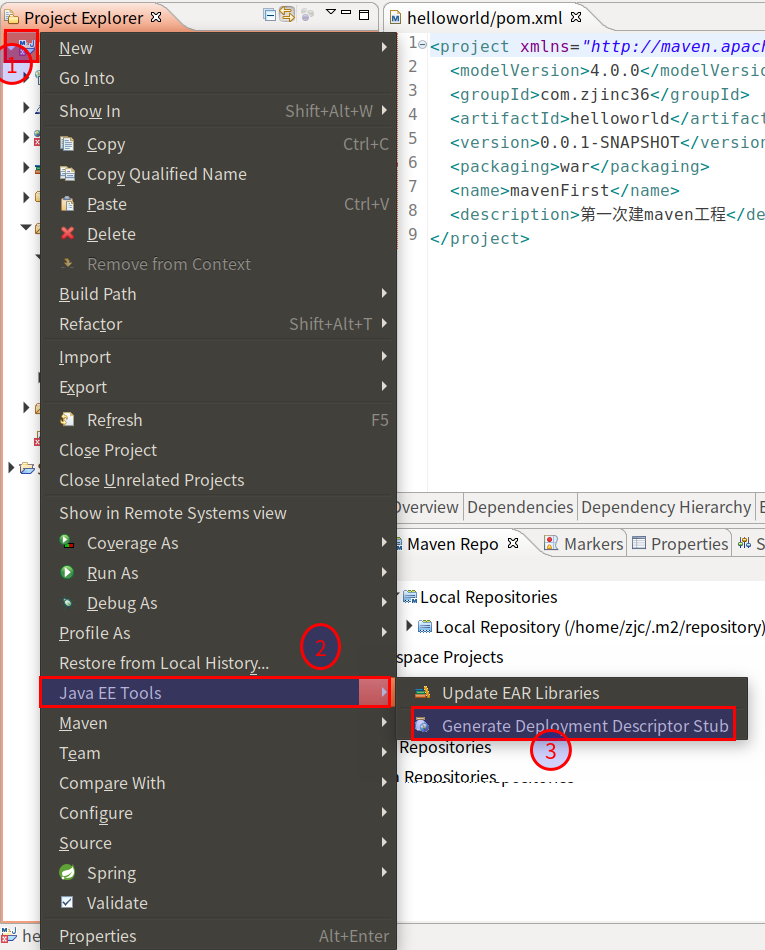 Project Explorer
1
New
Go Into
Show In Shift+Alt+W
Copy Ctrl+C
Copy Qualified Name
Paste Ctrl+V
Delete
Remove from Context
Build Path
Refactor Shift+Alt+T
Import
Export
Refresh F5
Close Project
Close Unrelated Projects
Show in Remote Systems view
Coverage As
Run As
Debug As
Profile As
2
Restore from Local History...
Java EE Tools
Maven
Team
Compare With
Configure
Source
Spring
Validate
Properties Alt+Enter
he
Update EAR Libraries
Generate Deployment Descriptor Stub
3
helloworld/pom.xml
1 <project xmlns="http://maven.apach
2 <modelVersion>4.0.0</modelVersio
3 <groupId>com.zjinc36</groupId>
4 <artifactId>helloworld</artifact
5 <version>0.0.1-SNAPSHOT</version
6 <packaging>war</packaging>
7 <name>mavenFirst</name>
8 <description>第一次建maven工程</de
9 </project>
Overview Dependencies Dependency Hierarchy E
Maven Repo Markers Properties S
Local Repositories
Local Repository (/home/zjc/.m2/repository)
space Projects
Repositories
Repositories